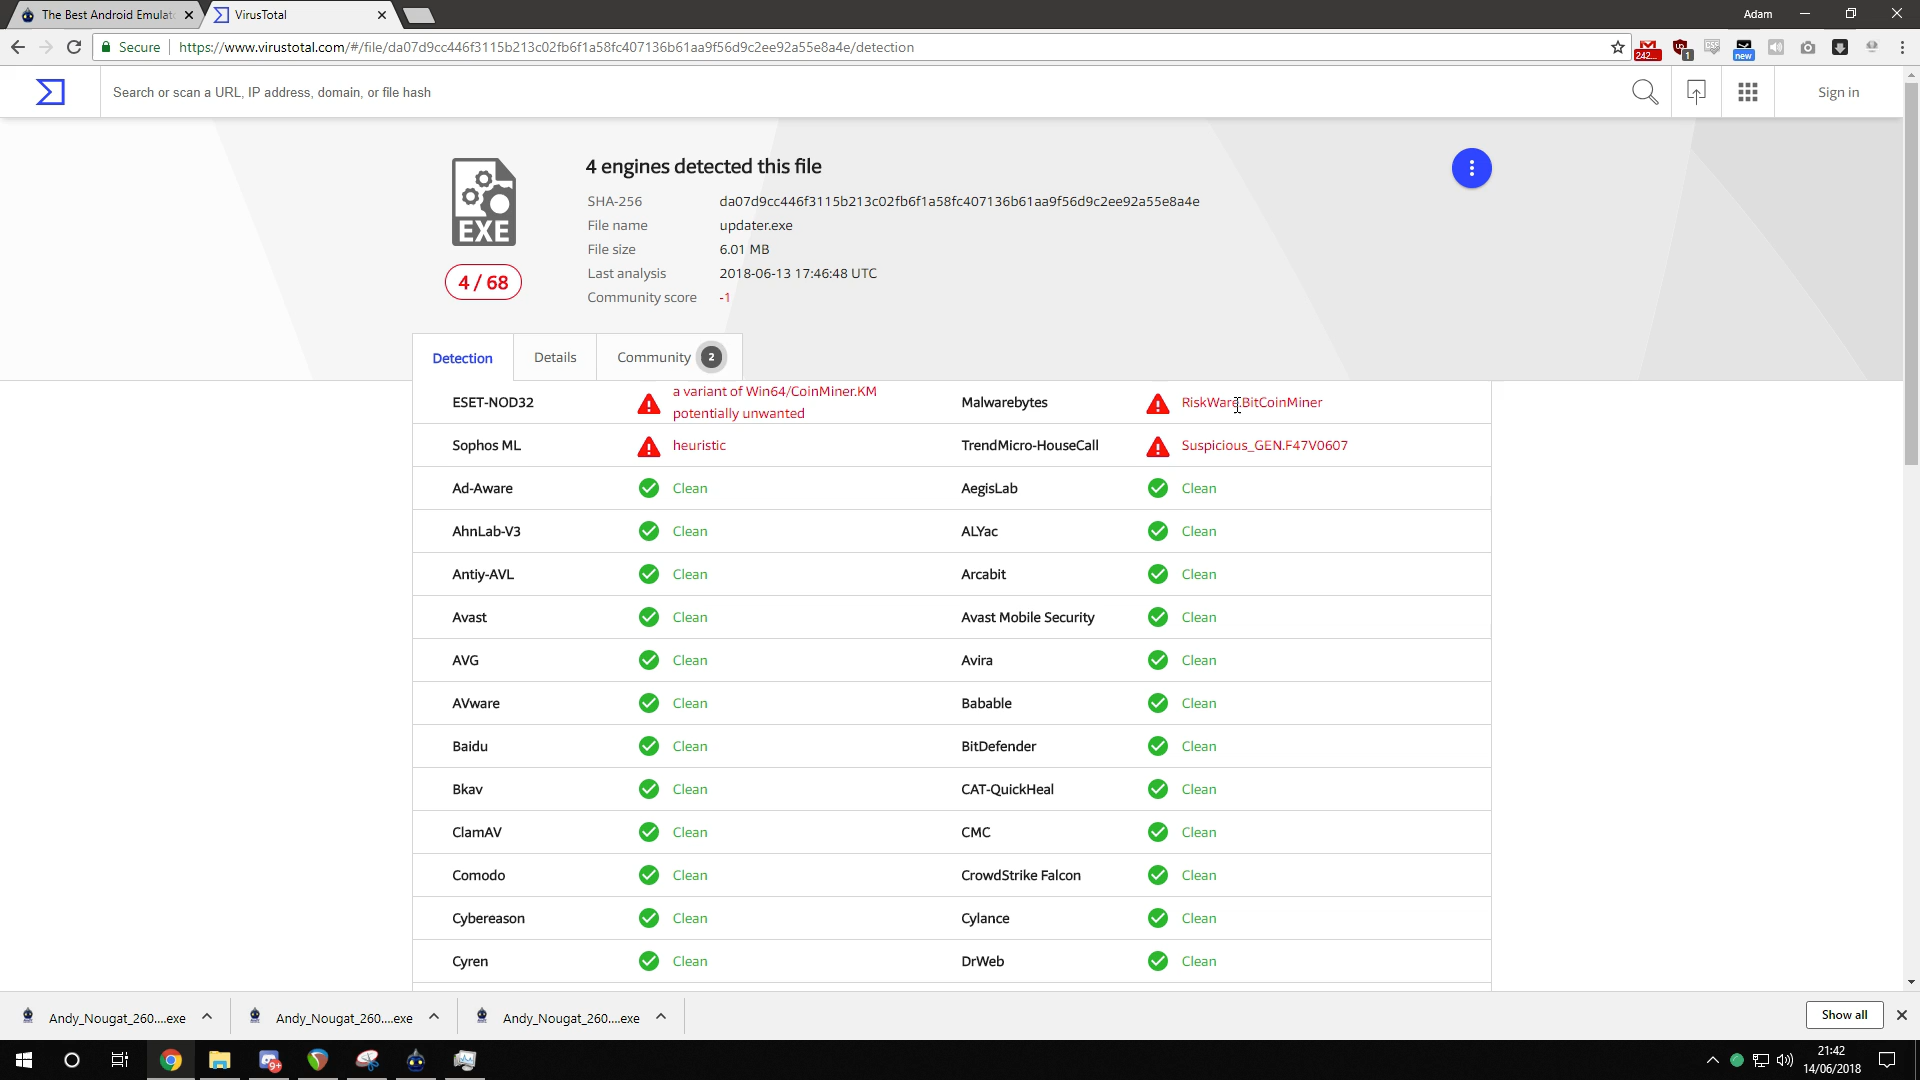 The Best Android Emulat
VirusTotal
Adam
Secure
https://www.virustotal.com/#/file/da07d9cc446f3115b213c02fb6f1a58fc407136b61aa9f56d9c2ee92a55e8a4e/detection
242...
1
new
Search or scan a URL, IP address, domain, or file hash
Sign in
EXE
4 / 68
4 engines detected this file
SHA-256 da07d9cc446f3115b213c02fb6f1a58fc407136b61aa9f56d9c2ee92a55e8a4e
File name updater.exe
File size 6.01 MB
Last analysis 2018-06-13 17:46:48 UTC
Community score -1
Detection Details Community 2
ESET-NOD32 a variant of Win64/CoinMiner.KM
potentially unwanted
Malwarebytes RiskWare.BitCoinMiner
Sophos ML heuristic TrendMicro-HouseCall Suspicious_GEN.F47V0607
Ad-Aware Clean AegisLab Clean
AhnLab-V3 Clean ALYac Clean
Antiy-AVL Clean Arcabit Clean
Avast Clean Avast Mobile Security Clean
AVG Clean Avira Clean
AVware Clean Babable Clean
Baidu Clean BitDefender Clean
Bkav Clean CAT-QuickHeal Clean
ClamAV Clean CMC Clean
Comodo Clean CrowdStrike Falcon Clean
Cybereason Clean Cylance Clean
Cyren Clean DrWeb Clean
Andy_Nougat_260....exe Andy_Nougat_260....exe Andy_Nougat_260....exe Show all
9+
21:42
14/06/2018